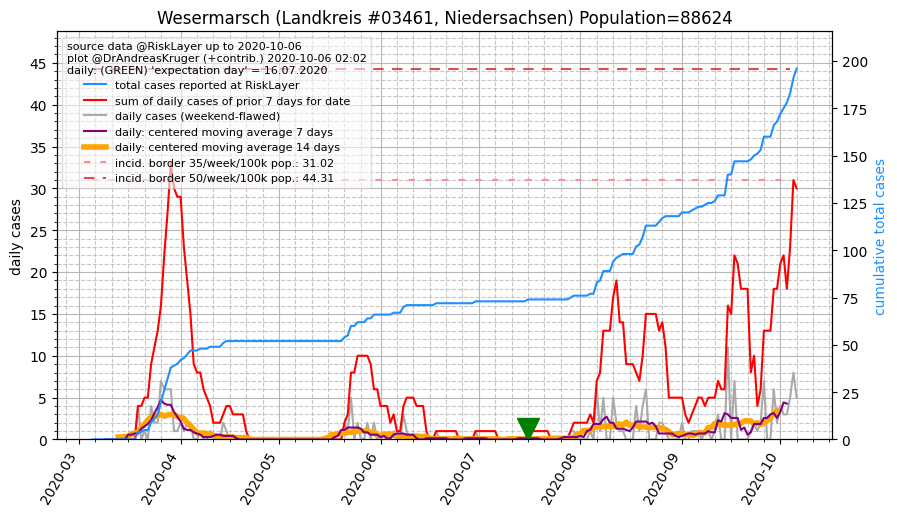 Wesermarsch (Landkreis #03461, Niedersachsen) Population=88624
source data @RiskLayer up to 2020-10-06
plot @DrAndreasKruger (+contrib.) 2020-10-06 02:02
daily: (GREEN) 'expectation day' = 16.07.2020
total cases reported at RiskLayer
sum of daily cases of prior 7 days for date
daily cases (weekend-flawed)
daily: centered moving average 7 days
daily: centered moving average 14 days
incid. border 35/week/100k pop.: 31.02
incid. border 50/week/100k pop.: 44.31
daily cases
45
40
35
30
25
20
15
10
5
0
cumulative total cases
200
175
150
125
100
75
50
25
0
2020-03
2020-04
2020-05
2020-06
2020-07
2020-08
2020-09
2020-10